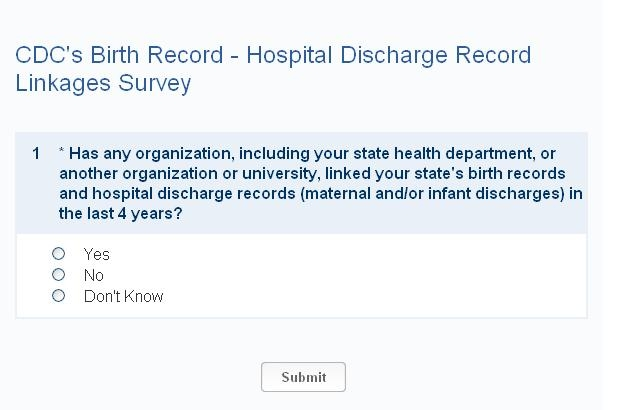 CDC's Birth Record - Hospital Discharge Record
Linkages Survey
1 * Has any organization, including your state health department, or
another organization or university, linked your state's birth records
and hospital discharge records (maternal and/or infant discharges) in
the last 4 years?
Yes
No
Don't Know
Submit